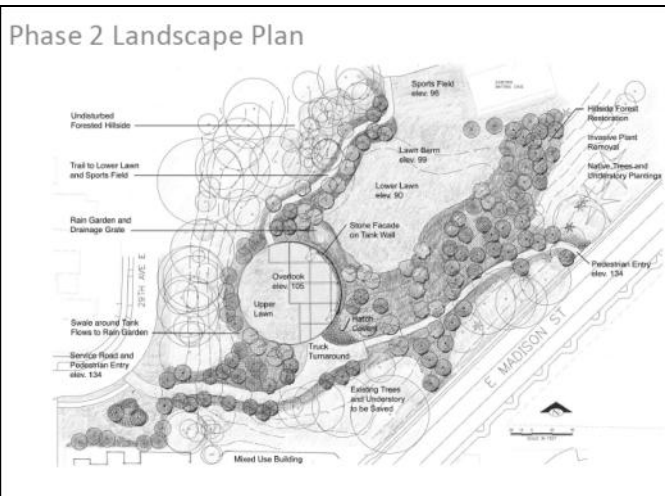 Phase 2 Landscape Plan
Sports Field
elev. 96
Undisturbed
Forested Hillside
Hillside Forest
Restoration
Invasive Plant
Removal
Native Trees and
Understory Plantings
Lawn Berm
elev. 99
Trail to Lower Lawn
and Sports Field
Lower Lawn
elev. 90
Rain Garden and
Drainage Grate
Stone Facade
on Tank Wall
Pedestrian Entry
elev. 134
Overlook
elev. 105
28TH AVE E
Upper
Lawn
Swale around Tank
Flows to Rain Garden
Hatch
Truck
Turnaround
Service Road and
Pedestrian Entry
elev. 134
E. MADISON ST
Existing Trees
and Understory
to be Saved
Mixed Use Building